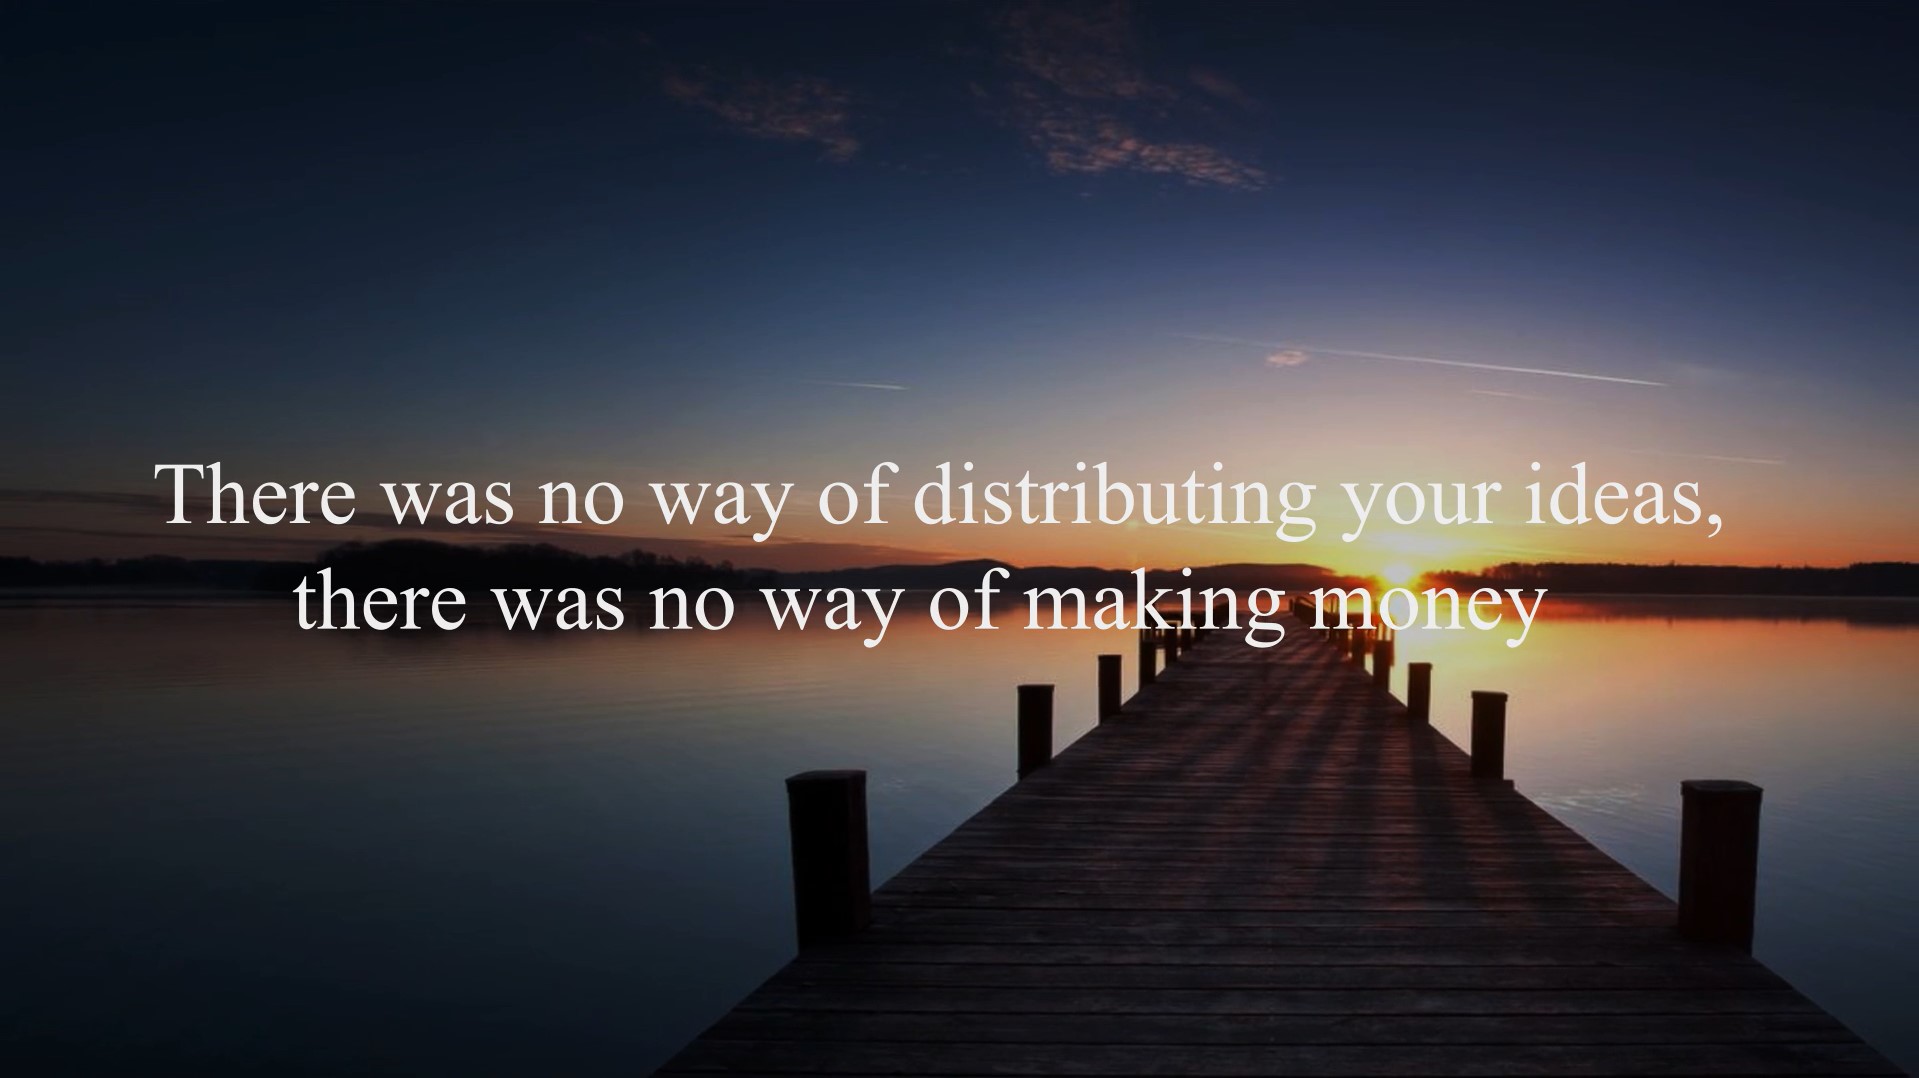 There was no way of distributing your ideas,
there was no way of making money